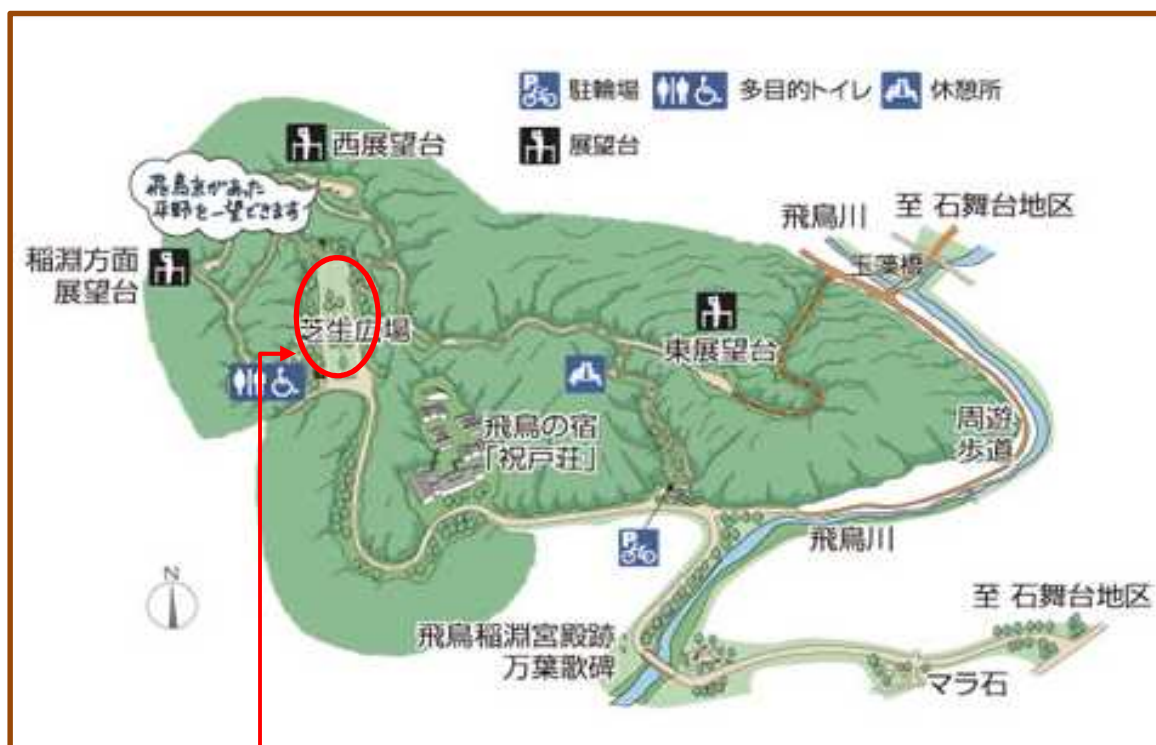 P 駐輪場 多目的トイレ 休憩所
展望台
西展望台
飛鳥京があった
平野を一望できます
稲淵方面
展望台
芝生広場
飛鳥川
至 石舞台地区
玉藻橋
東展望台
飛鳥の宿
「祝戸荘」
周遊
歩道
P
飛鳥川
N
飛鳥稲淵宮殿跡
万葉歌碑
至 石舞台地区
マラ石